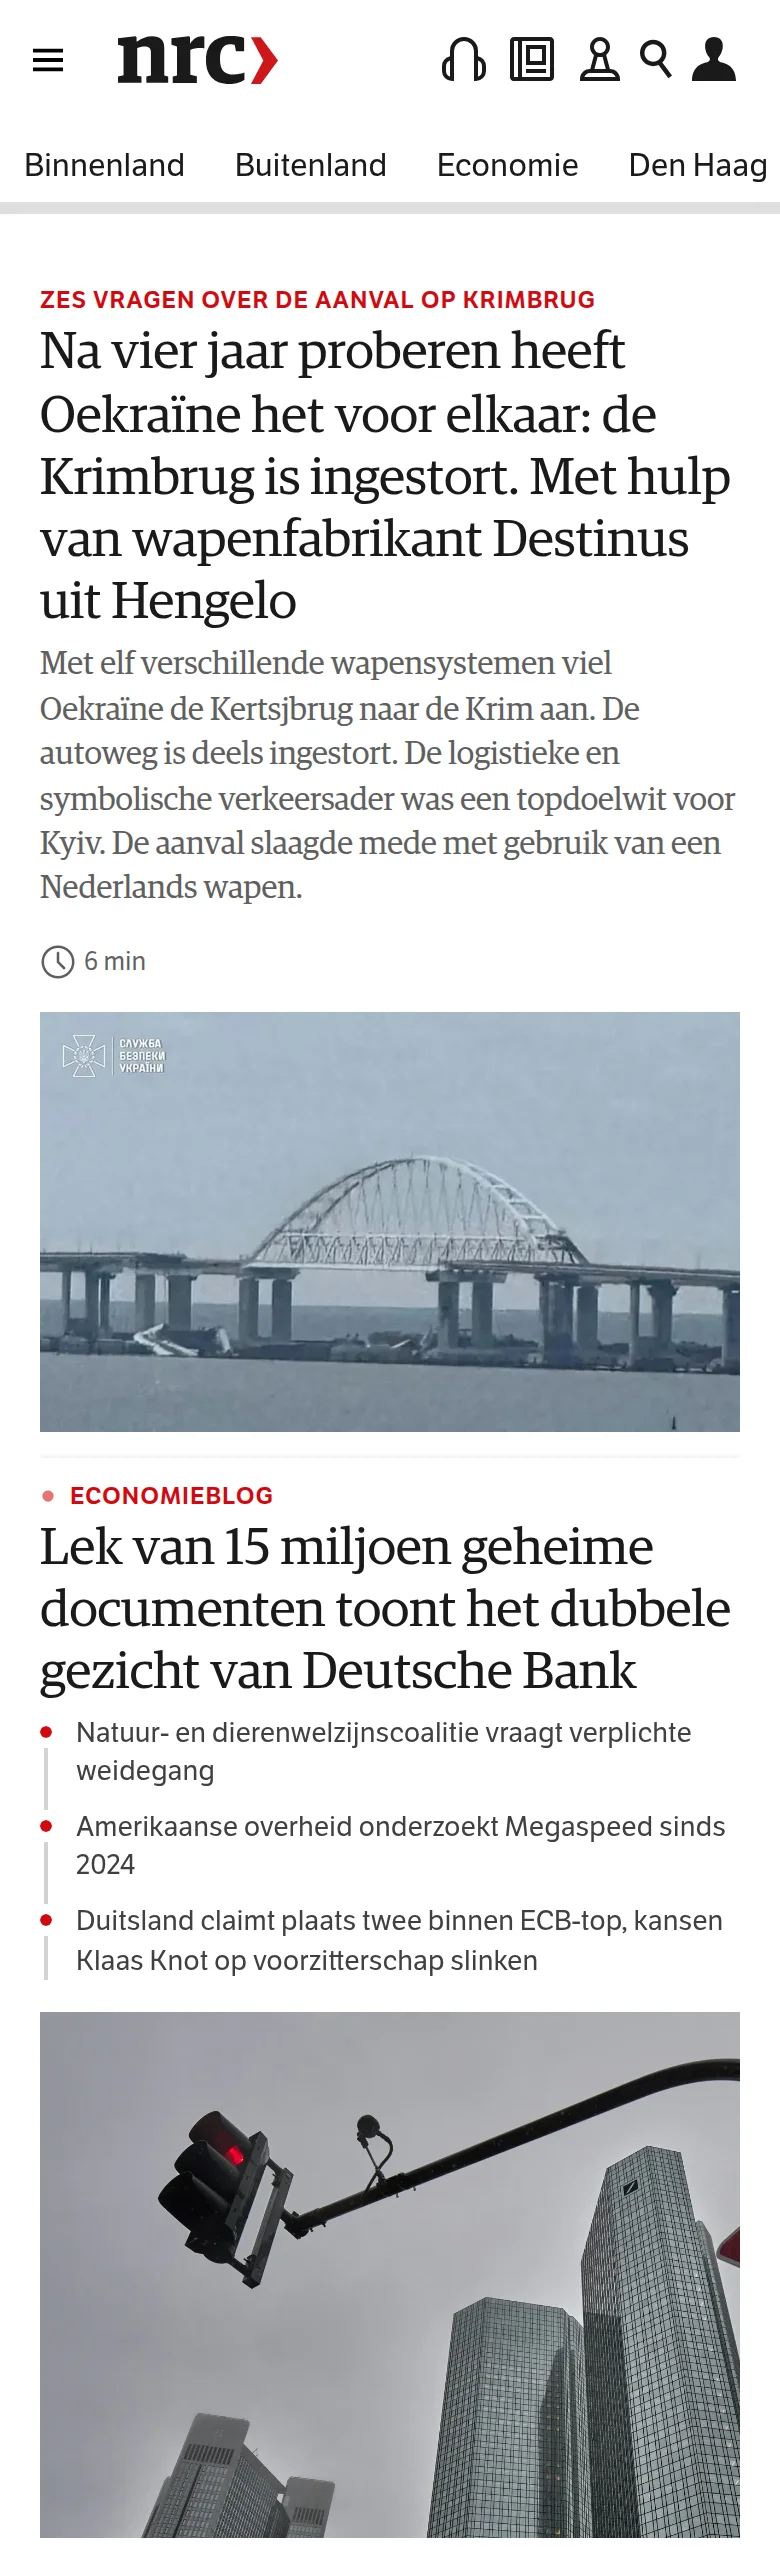 nrc
Binnenland Buitenland Economie Den Haag
ZES VRAGEN OVER DE AANVAL OP KRIMBRUG
Na vier jaar proberen heeft
Oekraïne het voor elkaar: de
Krimbrug is ingestort. Met hulp
van wapenfabrikant Destinus
uit Hengelo
Met elf verschillende wapensystemen viel
Oekraïne de Kertsjbrug naar de Krim aan. De
autoweg is deels ingestort. De logistieke en
symbolische verkeersader was een topdoelwit voor
Kyiv. De aanval slaagde mede met gebruik van een
Nederlands wapen.
6 min
СЛУЖБА
БЕЗПЕКИ
УКРАЇНИ
ECONOMIEBLOG
Lek van 15 miljoen geheime
documenten toont het dubbele
gezicht van Deutsche Bank
Natuur- en dierenwelzijnscoalitie vraagt verplichte
weidegang
Amerikaanse overheid onderzoekt Megaspeed sinds
2024
Duitsland claimt plaats twee binnen ECB-top, kansen
Klaas Knot op voorzitterschap slinken